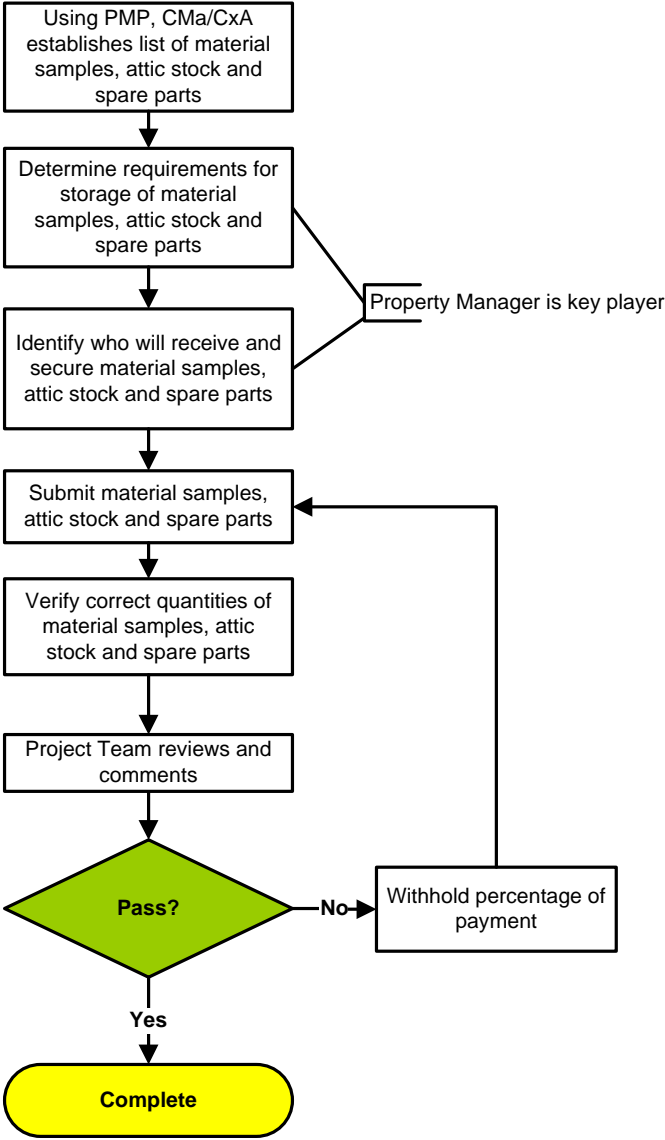 Using PMP, CMa/CxA
establishes list of material
samples, attic stock and
spare parts
Determine requirements for
storage of material
samples, attic stock and
spare parts
Property Manager is key player
Identify who will receive and
secure material samples,
attic stock and spare parts
Submit material samples,
attic stock and spare parts
Verify correct quantities of
material samples, attic
stock and spare parts
Project Team reviews and
comments
Pass?
No
Withhold percentage of
payment
Yes
Complete